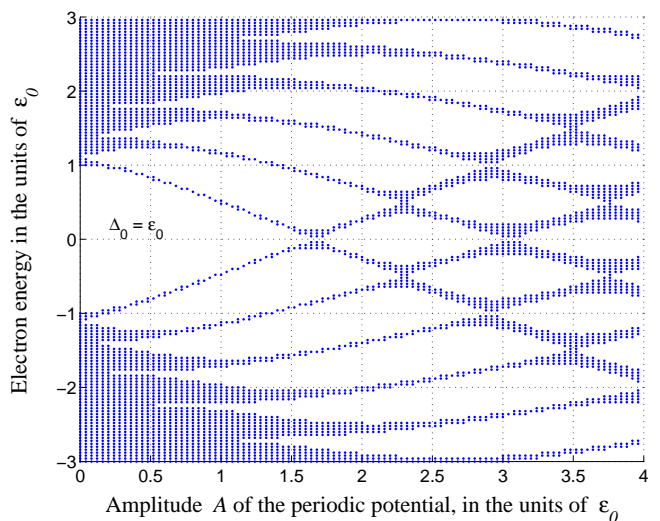 3
2
1
0
−1
−2
−3
Electron energy in the units of ε0
Δ0 = ε0
0 0.5 1 1.5 2 2.5 3 3.5 4
Amplitude A of the periodic potential, in the units of ε0